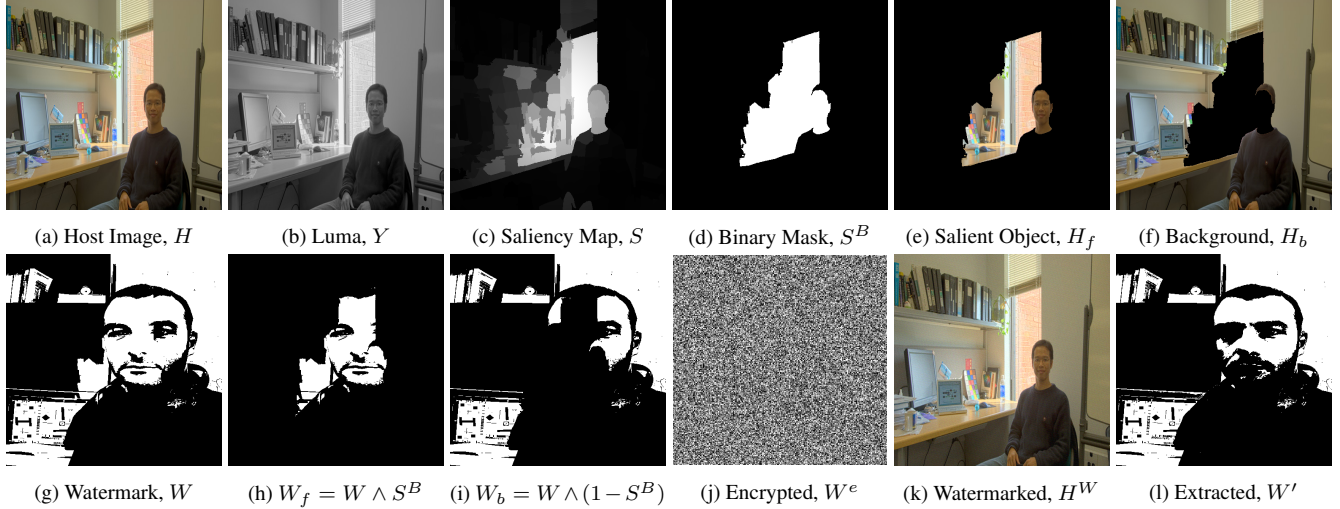 (a) Host Image, H
(b) Luma, Y
(c) Saliency Map, S
(d) Binary Mask, S^B
(e) Salient Object, H_f
(f) Background, H_b
(g) Watermark, W
(h) W_f = W ∧ S^B
(i) W_b = W ∧ (1 − S^B)
(j) Encrypted, W^e
(k) Watermarked, H^W
(l) Extracted, W′